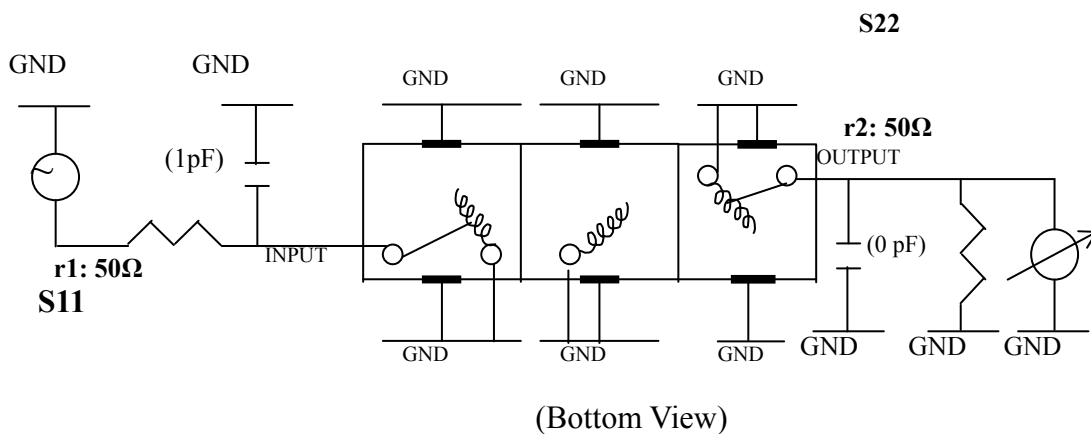 S22
GND
GND
GND
GND
GND
r2: 50Ω
(1pF)
OUTPUT
INPUT
(0 pF)
r1: 50Ω
S11
GND
GND
GND
GND
GND
GND
(Bottom View)